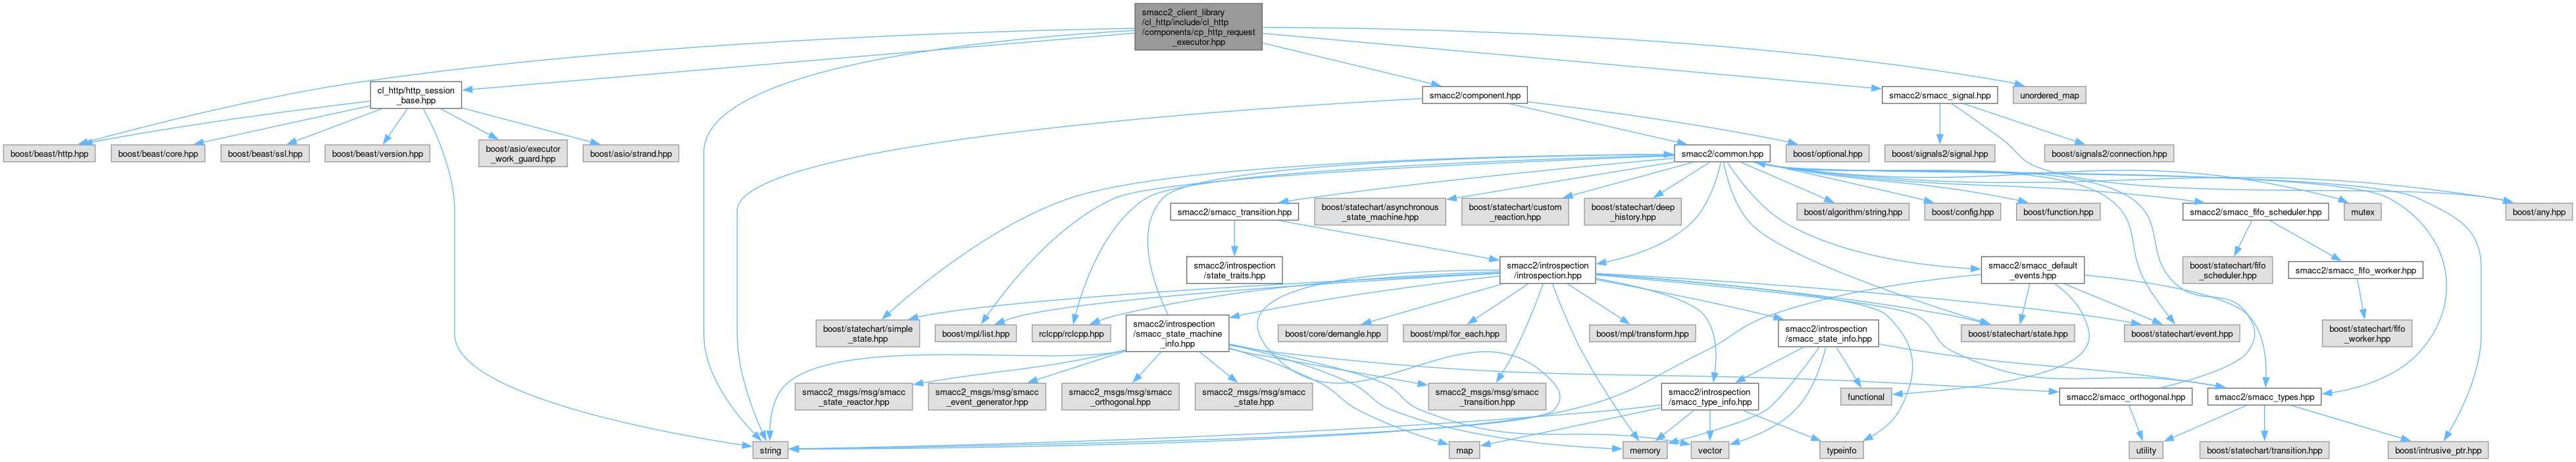 smacc2_client_library
/cl_http/include/cl_http
/components/cp_http_request
_executor.hpp
cl_http/http_session
_base.hpp
smacc2/component.hpp
smacc2/smacc_signal.hpp
unordered_map
boost/beast/http.hpp
boost/beast/core.hpp
boost/beast/ssl.hpp
boost/beast/version.hpp
boost/asio/executor
_work_guard.hpp
boost/asio/strand.hpp
smacc2/common.hpp
boost/optional.hpp
boost/signals2/signal.hpp
boost/signals2/connection.hpp
smacc2/smacc_transition.hpp
boost/statechart/asynchronous
_state_machine.hpp
boost/statechart/custom
_reaction.hpp
boost/statechart/deep
_history.hpp
boost/algorithm/string.hpp
boost/config.hpp
boost/function.hpp
smacc2/smacc_fifo_scheduler.hpp
mutex
boost/any.hpp
smacc2/introspection
/state_traits.hpp
smacc2/introspection
/introspection.hpp
smacc2/smacc_default
_events.hpp
boost/statechart/fifo
_scheduler.hpp
smacc2/smacc_fifo_worker.hpp
boost/statechart/simple
_state.hpp
boost/mpl/list.hpp
rclcpp/rclcpp.hpp
smacc2/introspection
/smacc_state_machine
_info.hpp
boost/core/demangle.hpp
boost/mpl/for_each.hpp
boost/mpl/transform.hpp
smacc2/introspection
/smacc_state_info.hpp
boost/statechart/state.hpp
boost/statechart/event.hpp
boost/statechart/fifo
_worker.hpp
smacc2_msgs/msg/smacc
_state_reactor.hpp
smacc2_msgs/msg/smacc
_event_generator.hpp
smacc2_msgs/msg/smacc
_orthogonal.hpp
smacc2_msgs/msg/smacc
_state.hpp
smacc2_msgs/msg/smacc
_transition.hpp
smacc2/introspection
/smacc_type_info.hpp
functional
smacc2/smacc_orthogonal.hpp
smacc2/smacc_types.hpp
string
map
memory
vector
typeinfo
utility
boost/statechart/transition.hpp
boost/intrusive_ptr.hpp